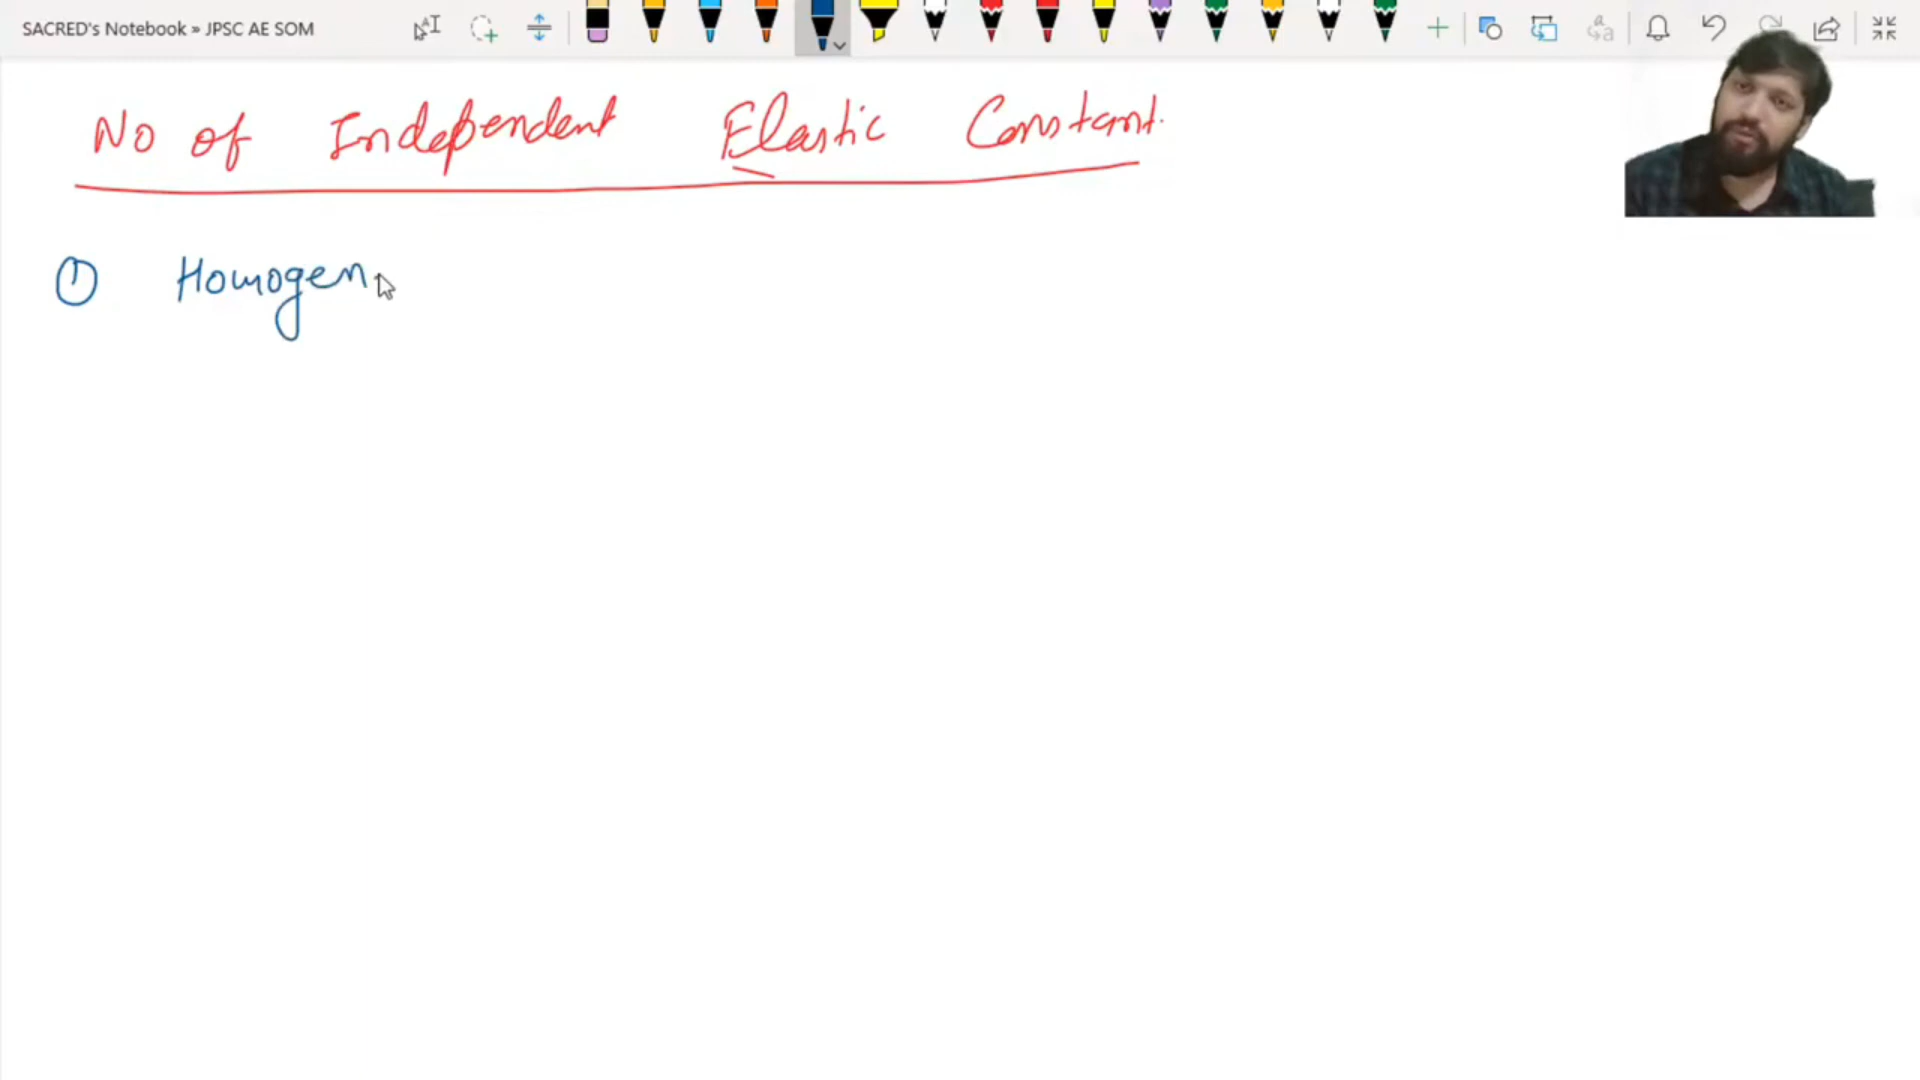 SACRED's Notebook » JPSC AE SOM
No of Independent Elastic Constant.
① Homogen